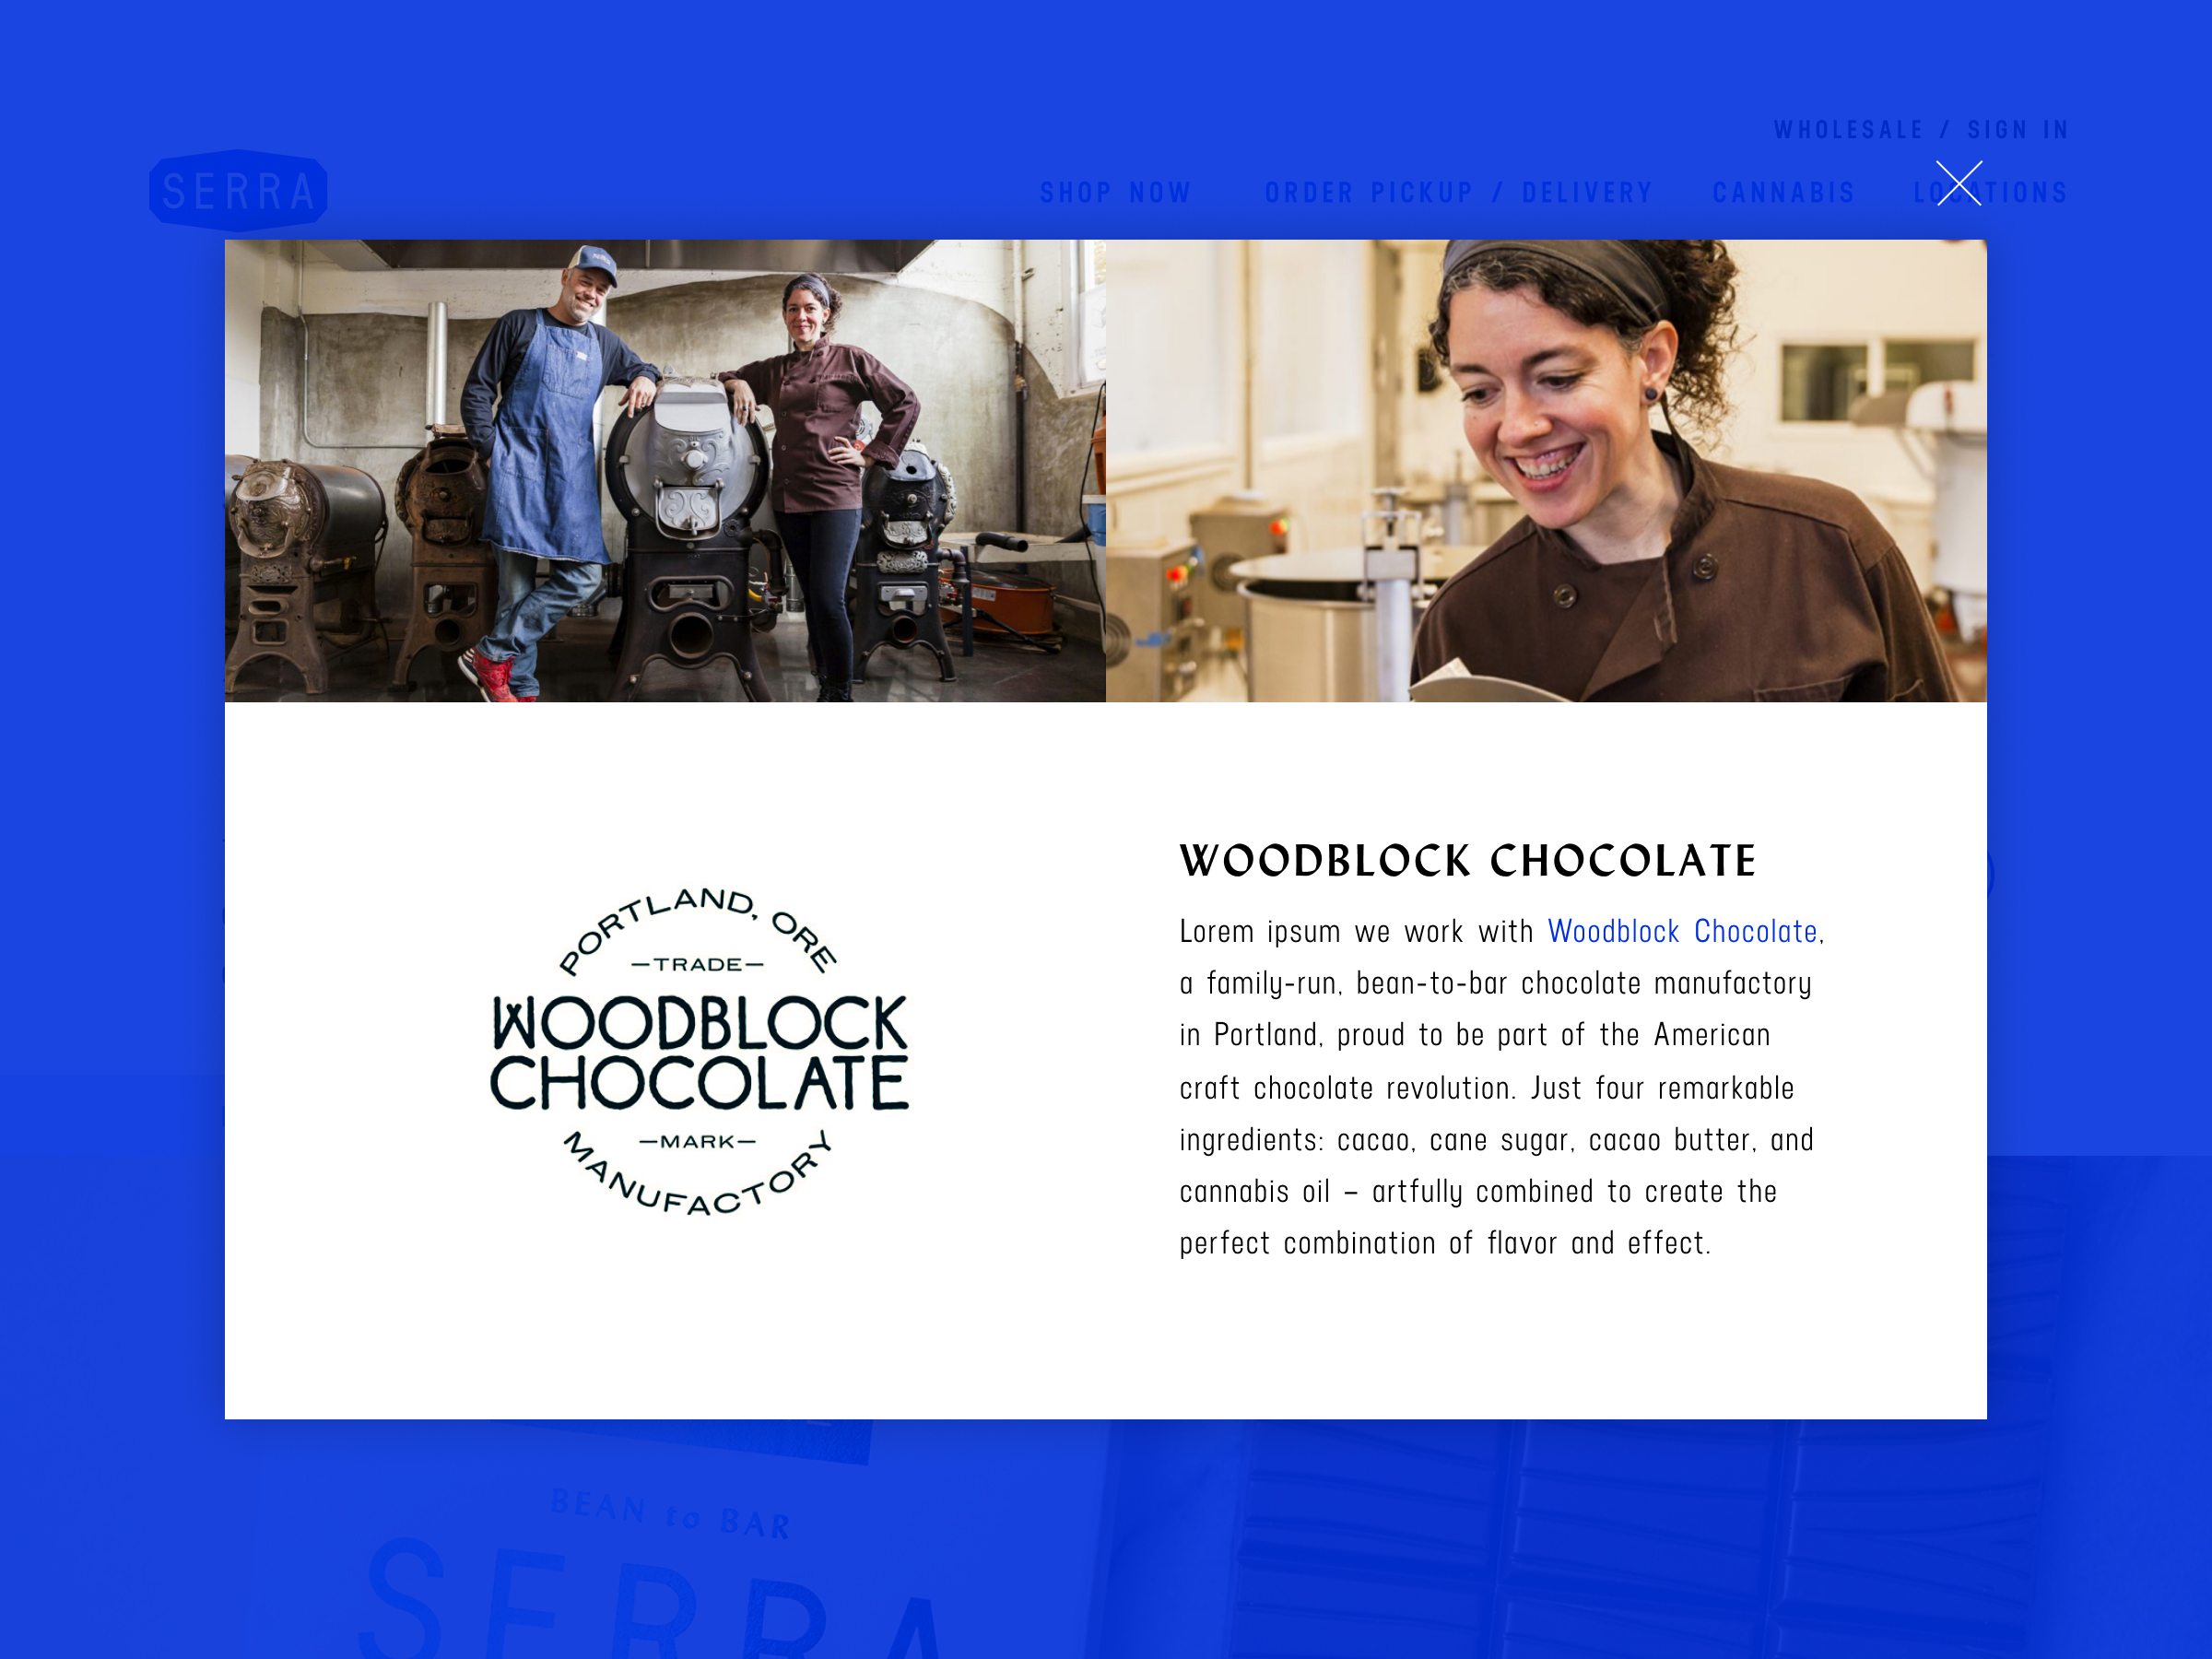 WHOLESALE / SIGN IN
SERRA
SHOP NOW ORDER PICKUP / DELIVERY CANNABIS LOCATIONS
PORTLAND, ORE
—TRADE—
WOODBLOCK
CHOCOLATE
—MARK—
MANUFACTORY
WOODBLOCK CHOCOLATE
Lorem ipsum we work with Woodblock Chocolate,
a family-run, bean-to-bar chocolate manufactory
in Portland, proud to be part of the American
craft chocolate revolution. Just four remarkable
ingredients: cacao, cane sugar, cacao butter, and
cannabis oil – artfully combined to create the
perfect combination of flavor and effect.
BEAN to BAR
SERRA